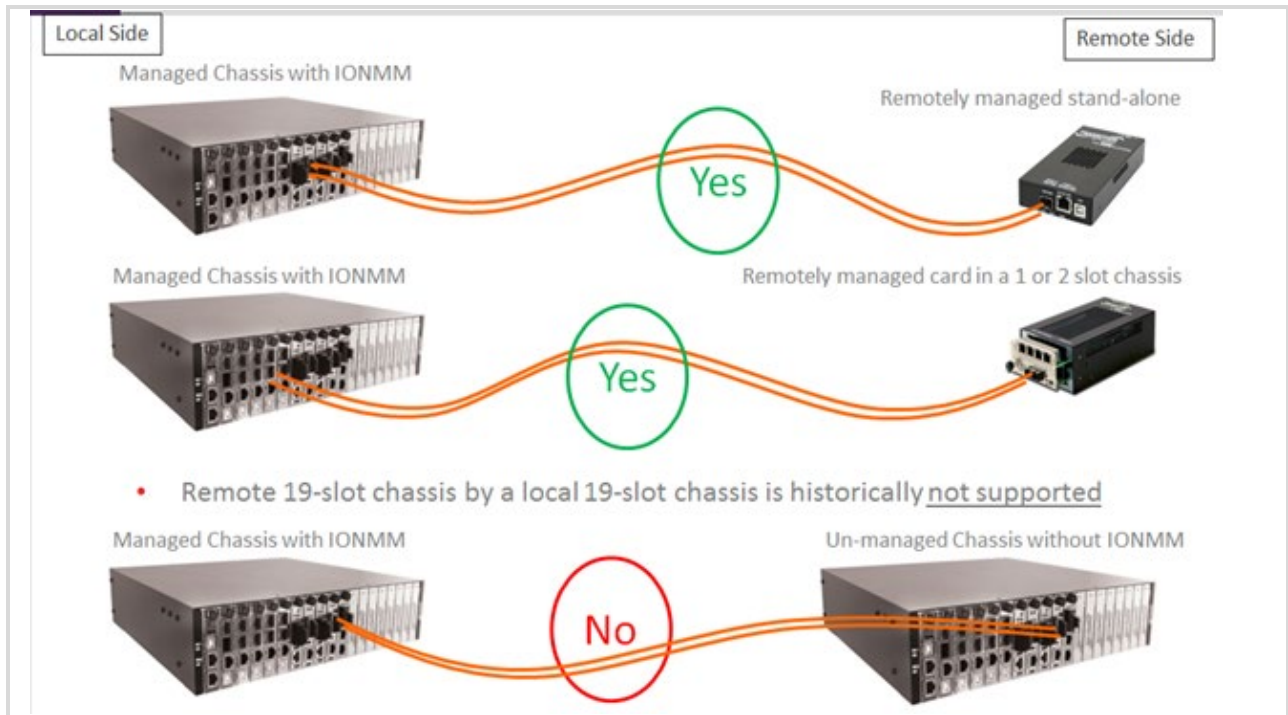 Local Side
Remote Side
Managed Chassis with IONMM
Remotely managed stand-alone
Yes
Managed Chassis with IONMM
Remotely managed card in a 1 or 2 slot chassis
Yes
• Remote 19-slot chassis by a local 19-slot chassis is historically not supported
Managed Chassis with IONMM
Un-managed Chassis without IONMM
No